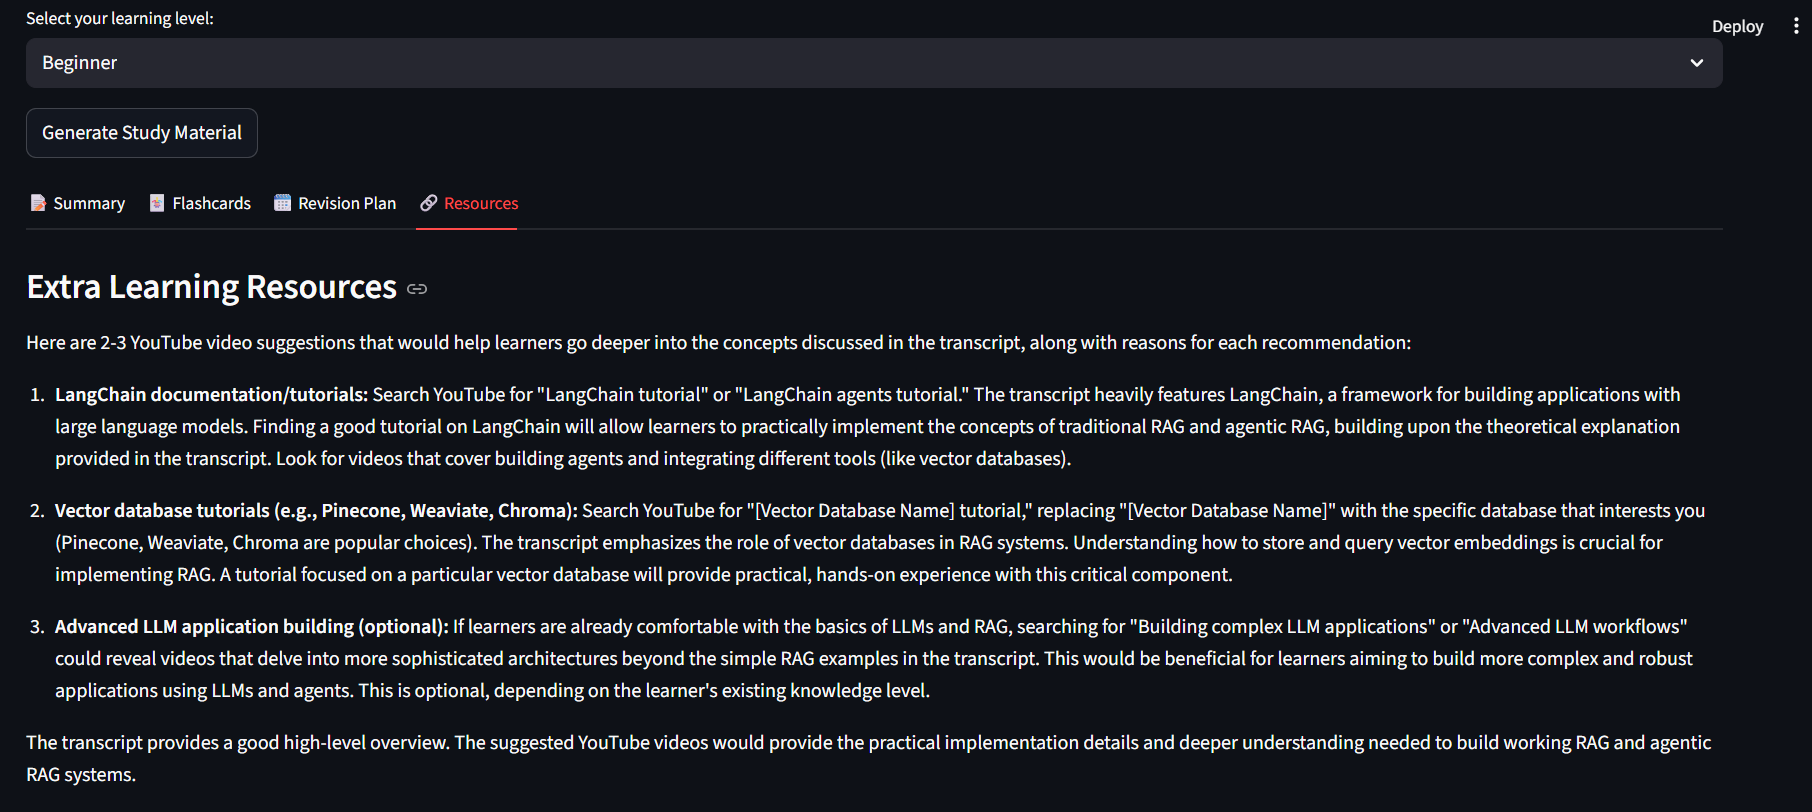 Select your learning level:
Deploy
Beginner
Generate Study Material
Summary Flashcards Revision Plan Resources
Extra Learning Resources
Here are 2-3 YouTube video suggestions that would help learners go deeper into the concepts discussed in the transcript, along with reasons for each recommendation:
1. LangChain documentation/tutorials: Search YouTube for "LangChain tutorial" or "LangChain agents tutorial." The transcript heavily features LangChain, a framework for building applications with
large language models. Finding a good tutorial on LangChain will allow learners to practically implement the concepts of traditional RAG and agentic RAG, building upon the theoretical explanation
provided in the transcript. Look for videos that cover building agents and integrating different tools (like vector databases).
2. Vector database tutorials (e.g., Pinecone, Weaviate, Chroma): Search YouTube for "[Vector Database Name] tutorial," replacing "[Vector Database Name]" with the specific database that interests you
(Pinecone, Weaviate, Chroma are popular choices). The transcript emphasizes the role of vector databases in RAG systems. Understanding how to store and query vector embeddings is crucial for
implementing RAG. A tutorial focused on a particular vector database will provide practical, hands-on experience with this critical component.
3. Advanced LLM application building (optional): If learners are already comfortable with the basics of LLMs and RAG, searching for "Building complex LLM applications" or "Advanced LLM workflows"
could reveal videos that delve into more sophisticated architectures beyond the simple RAG examples in the transcript. This would be beneficial for learners aiming to build more complex and robust
applications using LLMs and agents. This is optional, depending on the learner's existing knowledge level.
The transcript provides a good high-level overview. The suggested YouTube videos would provide the practical implementation details and deeper understanding needed to build working RAG and agentic
RAG systems.